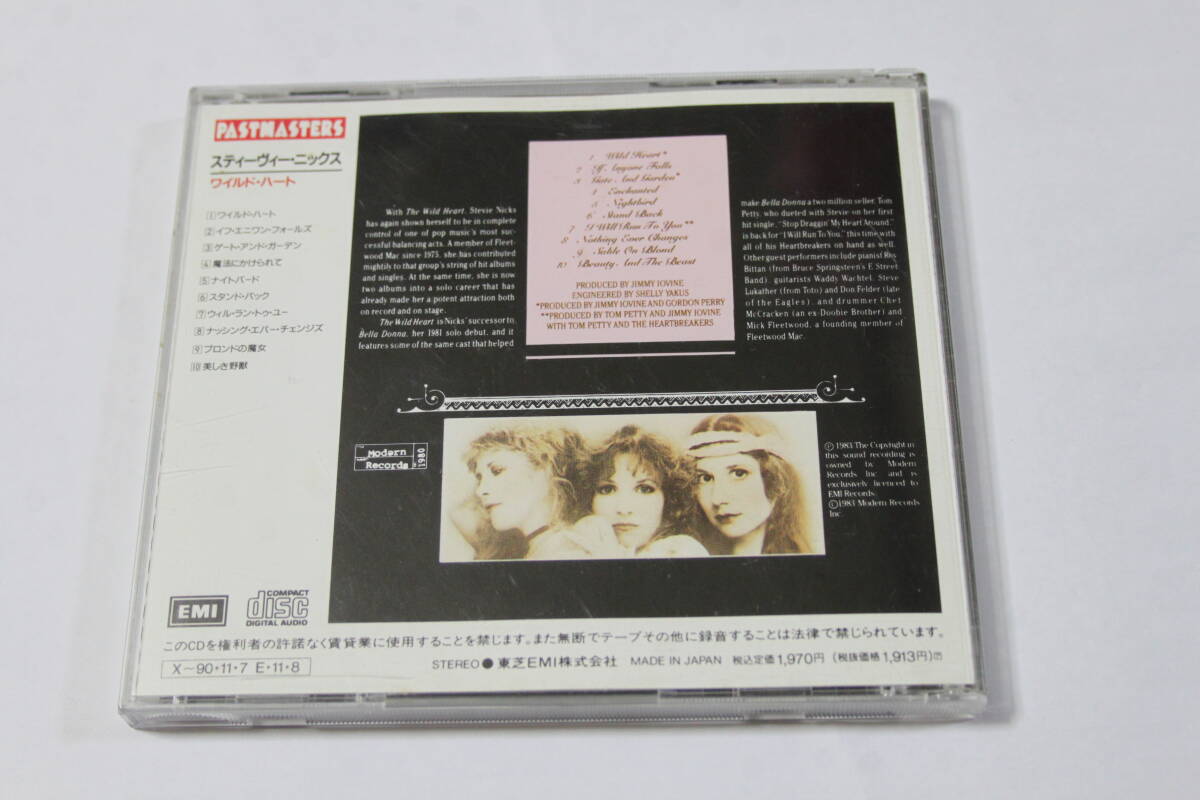 PASTMASTERS
スティーヴィー・ニックス
ワイルド・ハート
1 ワイルド・ハート
2 イフ・エニワン・フォールズ
3 ゲート・アンド・ガーデン
4 魔法にかけられて
5 ナイトバード
6 スタンド・バック
7 ウィル・ラン・トゥ・ユー
8 ナッシング・エバー・チェンジズ
9 ブロンドの魔女
10 美しき野獣
With The Wild Heart, Stevie Nicks
has again shown herself to be in complete
control of one of pop music's most suc-
cessful balancing acts. A member of Fleet-
wood Mac since 1975, she has contributed
mightily to that group's string of hit albums
and singles. At the same time, she is now
two albums into a solo career that has
already made her a potent attraction both
on record and on stage.
The Wild Heart is Nicks' successor to
Bella Donna, her 1981 solo debut, and it
features some of the same cast that helped
1 Wild Heart*
2 If Anyone Falls
3 Gate And Garden*
4 Enchanted
5 Nightbird
6 Stand Back
7 I Will Run To You**
8 Nothing Ever Changes
9 Sable On Blond
10 Beauty And The Beast
PRODUCED BY JIMMY IOVINE
ENGINEERED BY SHELLY YAKUS
*PRODUCED BY JIMMY IOVINE AND GORDON PERRY
**PRODUCED BY TOM PETTY AND JIMMY IOVINE
WITH TOM PETTY AND THE HEARTBREAKERS
make Bella Donna a two million seller. Tom
Petty, who dueted with Stevie on her first
hit single, "Stop Draggin' My Heart Around,"
is back for "I Will Run To You," this time with
all of his Heartbreakers on hand as well.
Other guest performers include pianist Roy
Bittan (from Bruce Springsteen's E Street
Band), guitarists Waddy Wachtel, Steve
Lukather (from Toto) and Don Felder (late
of the Eagles), and drummer Chet
McCracken (an ex-Doobie Brother) and
Mick Fleetwood, a founding member of
Fleetwood Mac.
Modern
Records
1980
Ⓟ 1983 The Copyright in
this sound recording is
owned by Modern
Records Inc. and is
exclusively licenced to
EMI Records.
©1983 Modern Records
Inc.
EMI
COMPACT
disc
DIGITAL AUDIO
このCDを権利者の許諾なく賃貸業に使用することを禁じます。また無断でテープその他に録音することは法律で禁じられています。
X〜90・11・7 E・11・8
STEREO ● 東芝EMI株式会社 MADE IN JAPAN 税込定価1,970円 (税抜価格1,913円)